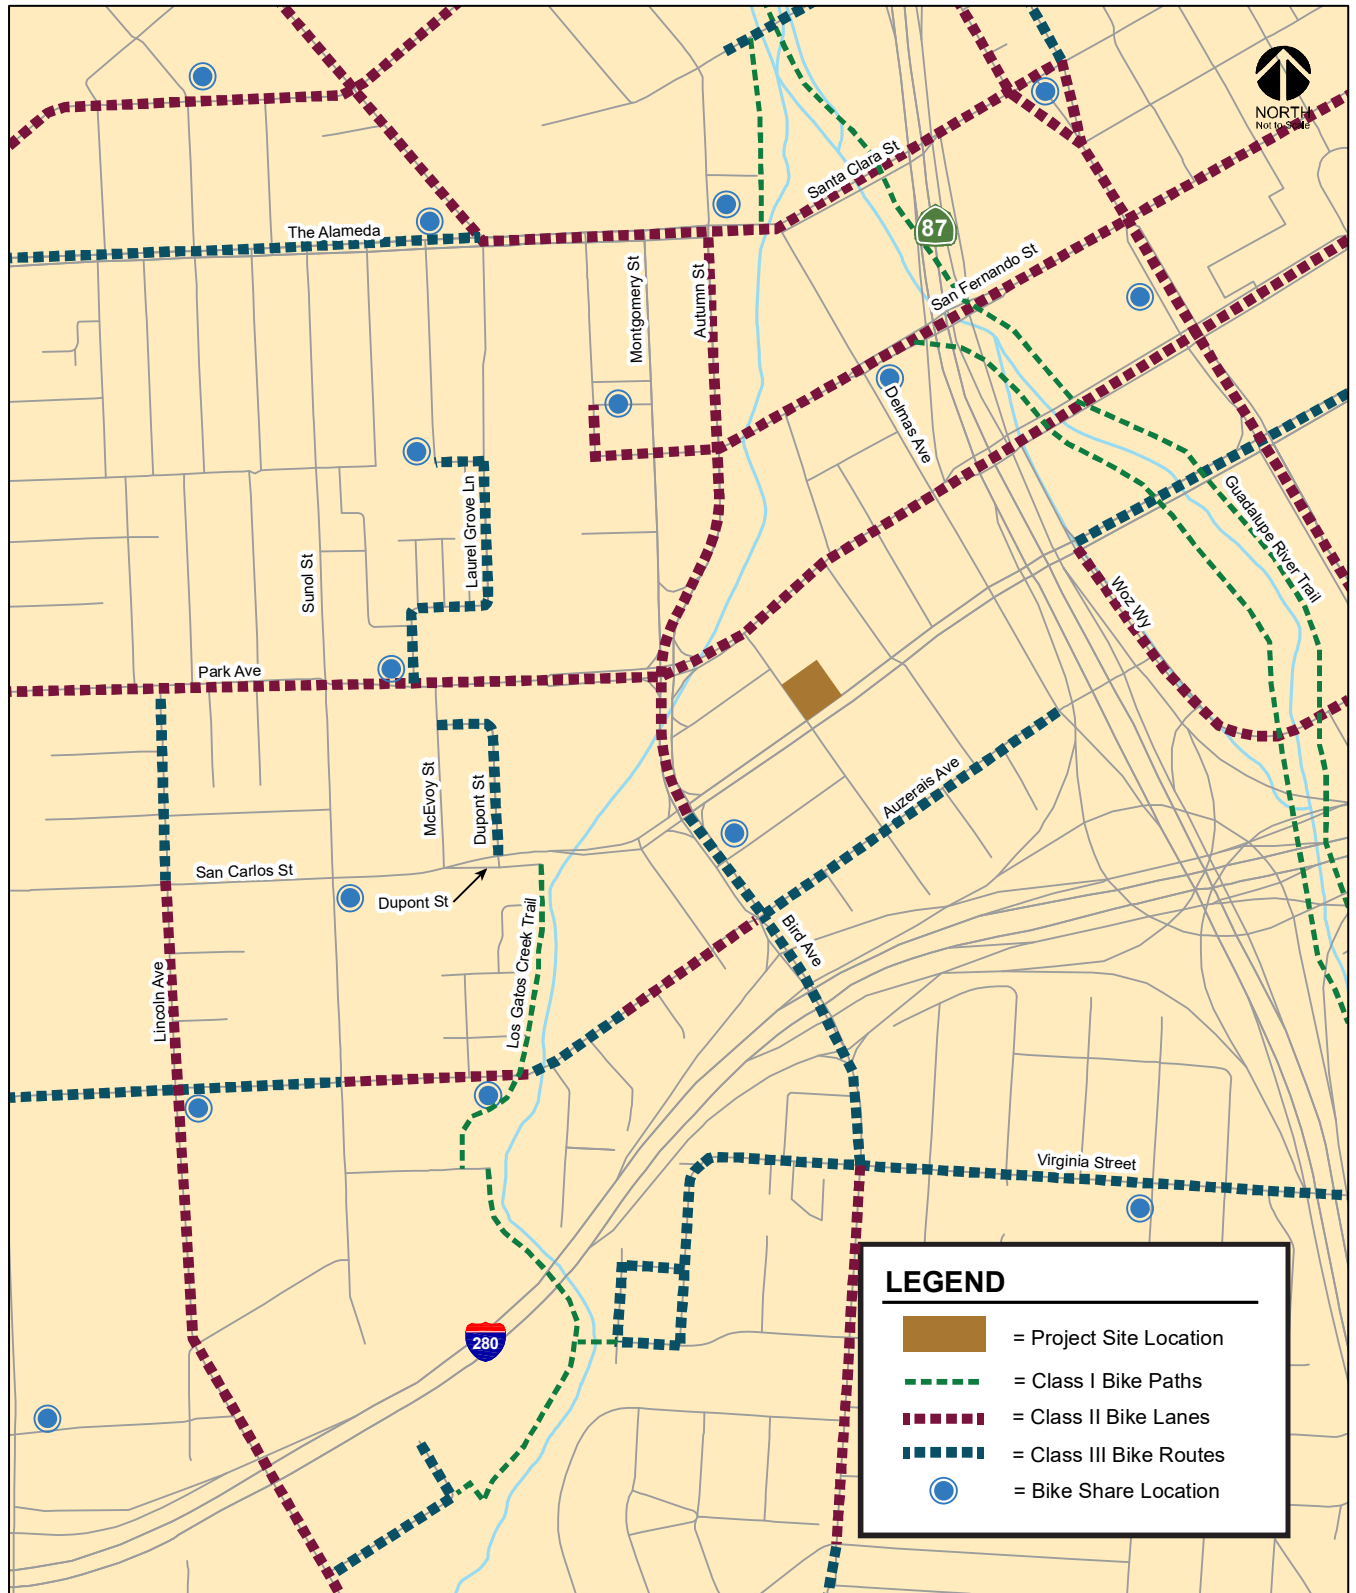 NORTH
Not to Scale
Santa Clara St
The Alameda
87
Montgomery St
Autumn St
San Fernando St
Delmas Ave
Laurel Grove Ln
Guadalupe River Trail
Sunol St
Woz Wy
Park Ave
McEvoy St
Dupont St
Auzerais Ave
San Carlos St
Dupont St
Los Gatos Creek Trail
Bird Ave
Lincoln Ave
Virginia Street
280
LEGEND
= Project Site Location
= Class I Bike Paths
= Class II Bike Lanes
= Class III Bike Routes
= Bike Share Location